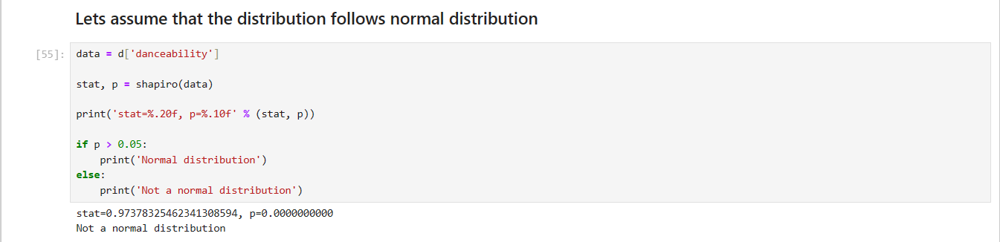 Lets assume that the distribution follows normal distribution
[55]: data = d['danceability']
stat, p = shapiro(data)
print('stat=%.20f, p=%.10f' % (stat, p))
if p > 0.05:
    print('Normal distribution')
else:
    print('Not a normal distribution')
stat=0.97378325462341308594, p=0.0000000000
Not a normal distribution